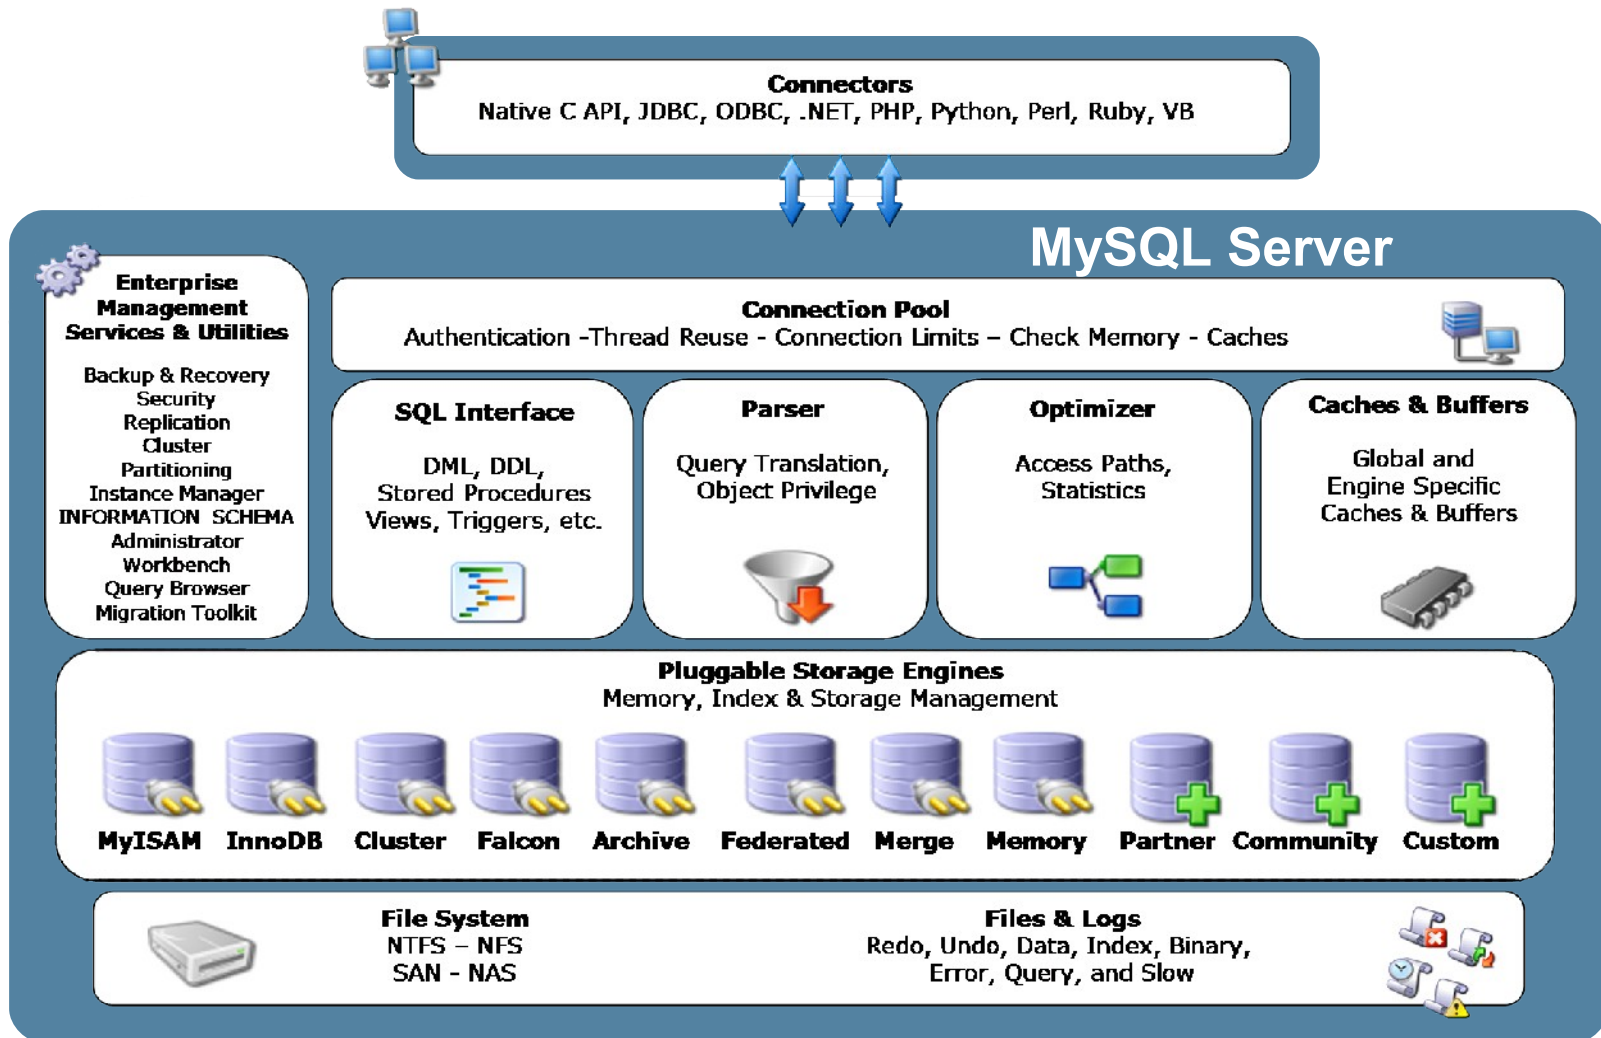 Connectors
Native C API, JDBC, ODBC, .NET, PHP, Python, Perl, Ruby, VB
MySQL Server
Enterprise
Management
Services & Utilities
Backup & Recovery
Security
Replication
Cluster
Partitioning
Instance Manager
INFORMATION_SCHEMA
Administrator
Workbench
Query Browser
Migration Toolkit
Connection Pool
Authentication -Thread Reuse - Connection Limits – Check Memory - Caches
SQL Interface
DML, DDL,
Stored Procedures
Views, Triggers, etc.
Parser
Query Translation,
Object Privilege
Optimizer
Access Paths,
Statistics
Caches & Buffers
Global and
Engine Specific
Caches & Buffers
Pluggable Storage Engines
Memory, Index & Storage Management
MyISAM InnoDB Cluster Falcon Archive Federated Merge Memory Partner Community Custom
File System
NTFS – NFS
SAN - NAS
Files & Logs
Redo, Undo, Data, Index, Binary,
Error, Query, and Slow